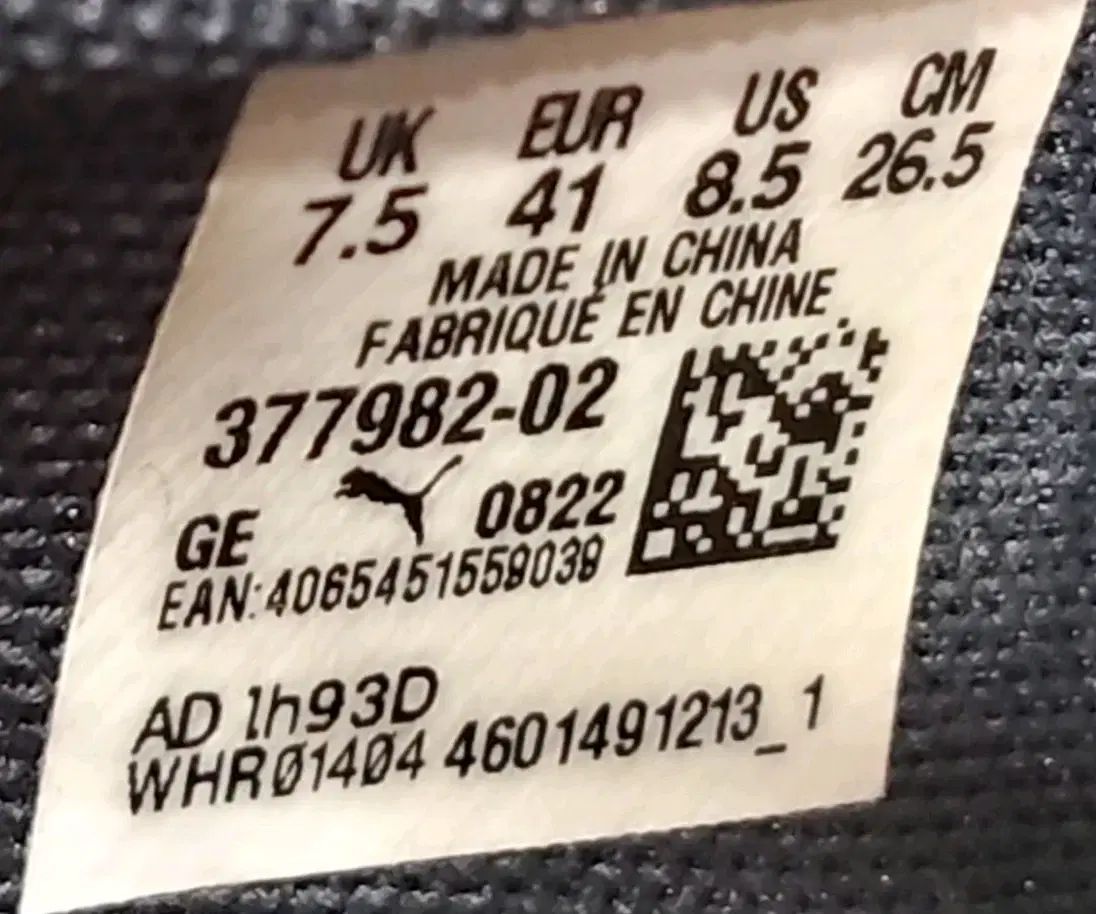 UK EUR US CM
7.5 41 8.5 26.5
MADE IN CHINA
FABRIQUÉ EN CHINE
377982-02
GE 0822
EAN:4065451559039
AD 1h93D
WHR01404 4601491213_1